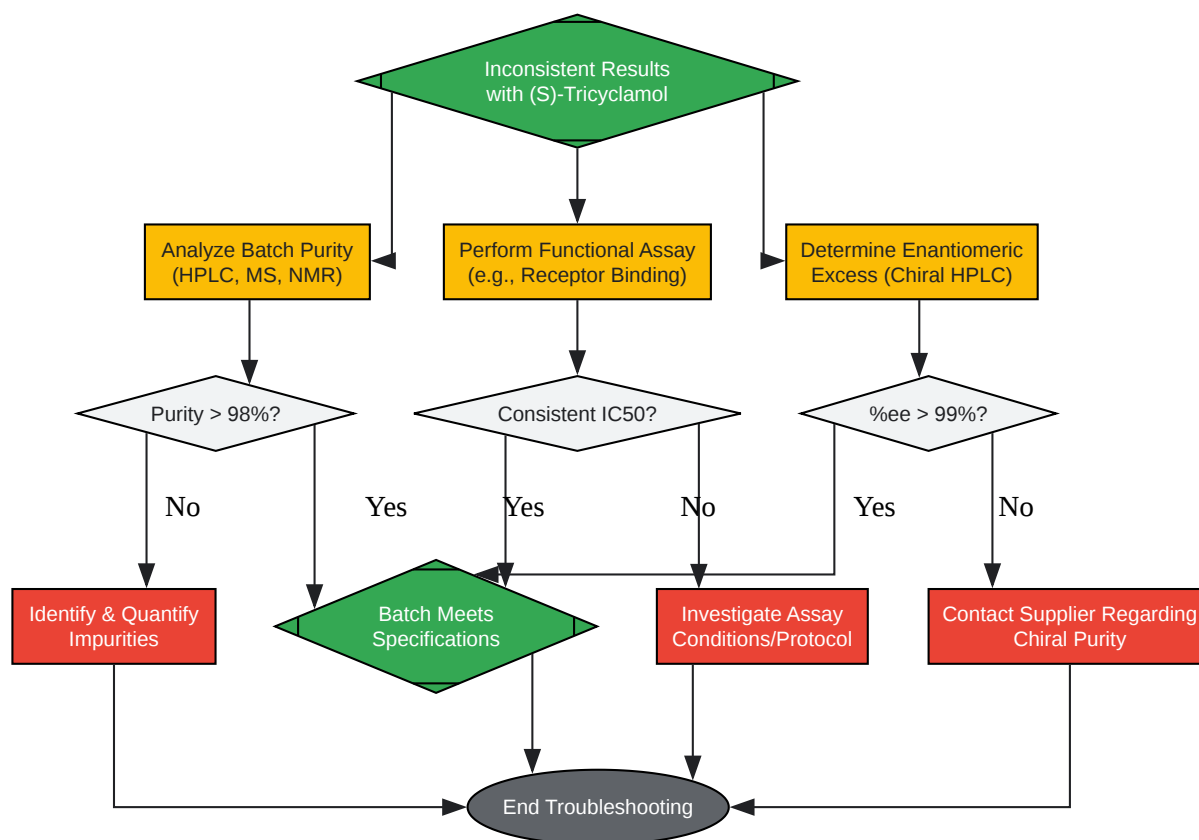 Inconsistent Results
with (S)-Tricyclamol
Analyze Batch Purity
(HPLC, MS, NMR)
Perform Functional Assay
(e.g., Receptor Binding)
Determine Enantiomeric
Excess (Chiral HPLC)
Purity > 98%?
Consistent IC50?
%ee > 99%?
No
Yes
Yes
No
Yes
No
Identify & Quantify
Impurities
Batch Meets
Specifications
Investigate Assay
Conditions/Protocol
Contact Supplier Regarding
Chiral Purity
End Troubleshooting